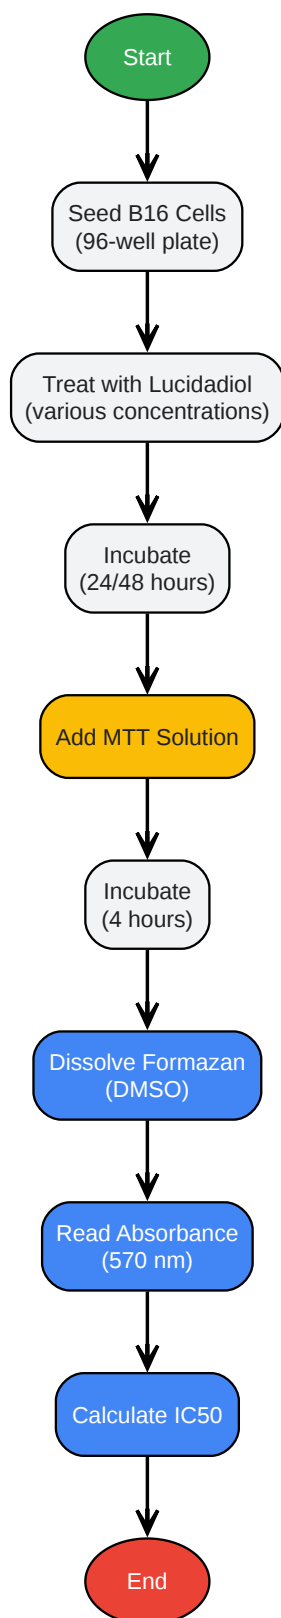 Start
Seed B16 Cells
(96-well plate)
Treat with Lucidadiol
(various concentrations)
Incubate
(24/48 hours)
Add MTT Solution
Incubate
(4 hours)
Dissolve Formazan
(DMSO)
Read Absorbance
(570 nm)
Calculate IC50
End